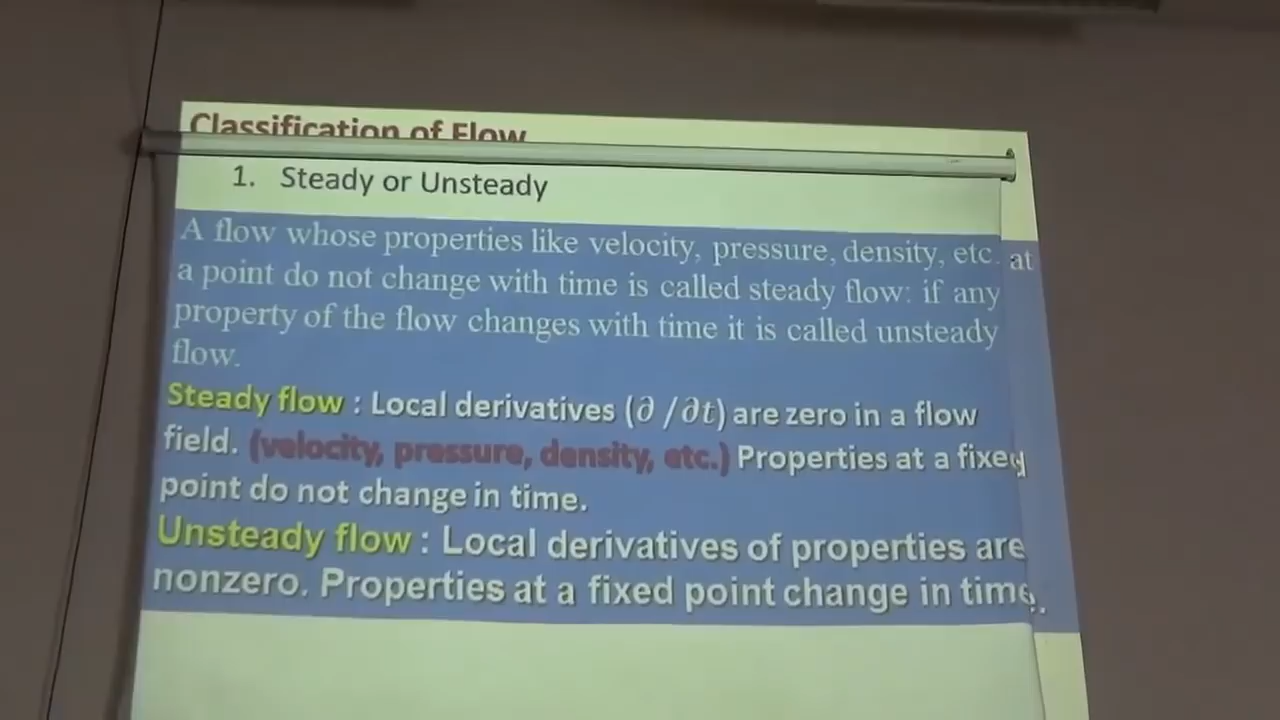 Classification of Flow
1. Steady or Unsteady
A flow whose properties like velocity, pressure, density, etc. at
a point do not change with time is called steady flow: if any
property of the flow changes with time it is called unsteady
flow.
Steady flow : Local derivatives (∂ /∂t) are zero in a flow
field. (velocity, pressure, density, etc.) Properties at a fixed
point do not change in time.
Unsteady flow : Local derivatives of properties are
nonzero. Properties at a fixed point change in time.